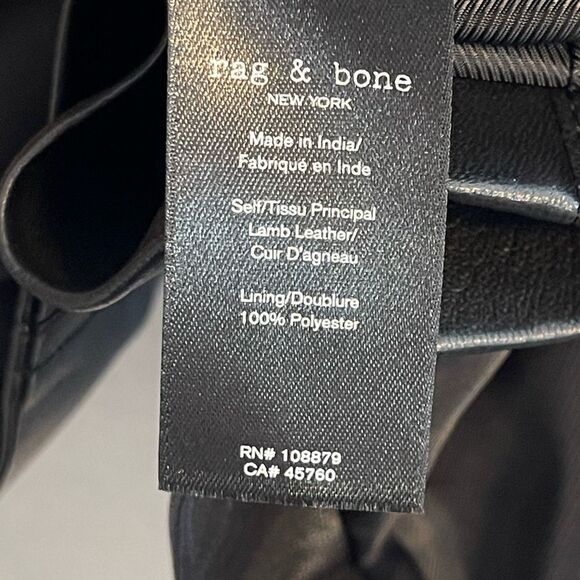 rag & bone
NEW YORK
Made in India/
Fabriqué en Inde
Self/Tissu Principal
Lamb Leather/
Cuir D'agneau
Lining/Doublure
100% Polyester
RN# 108879
CA# 45760